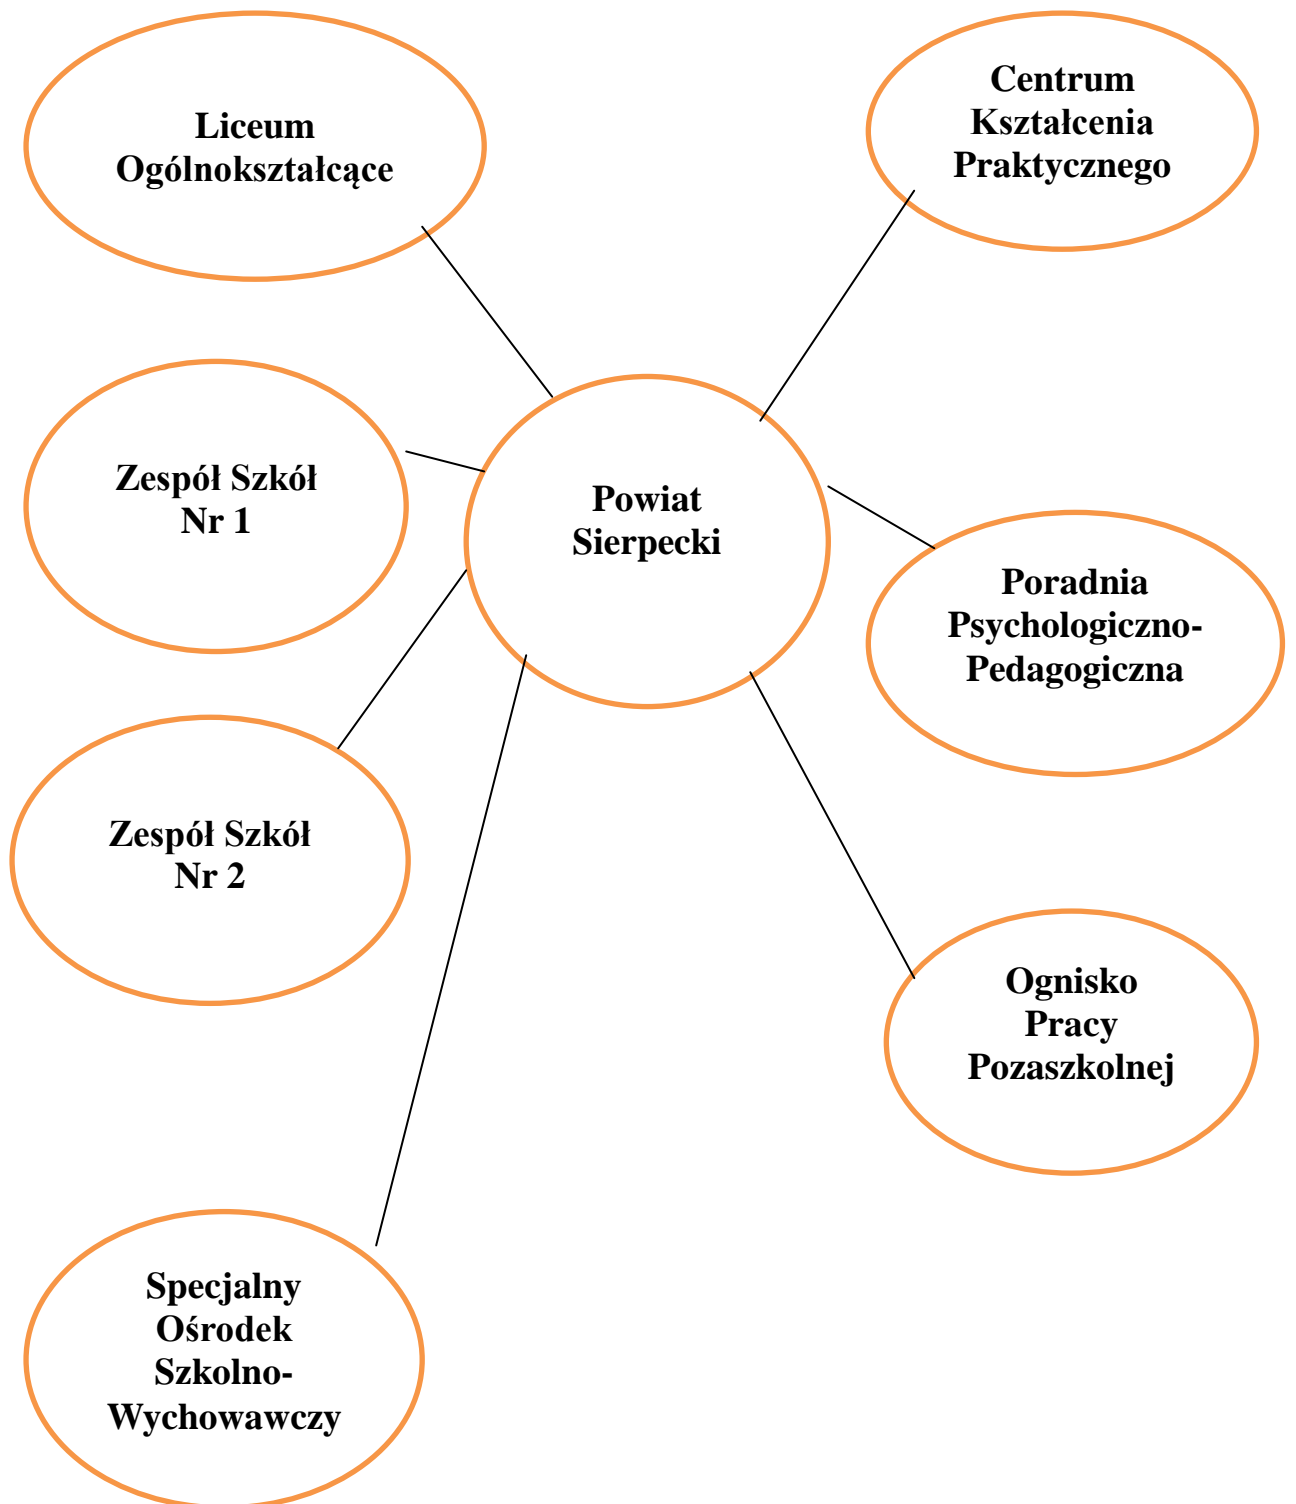 Liceum
Ogólnokształcące
Centrum
Kształcenia
Praktycznego
Zespół Szkół
Nr 1
Powiat
Sierpecki
Poradnia
Psychologiczno-
Pedagogiczna
Zespół Szkół
Nr 2
Ognisko
Pracy
Pozaszkolnej
Specjalny
Ośrodek
Szkolno-
Wychowawczy